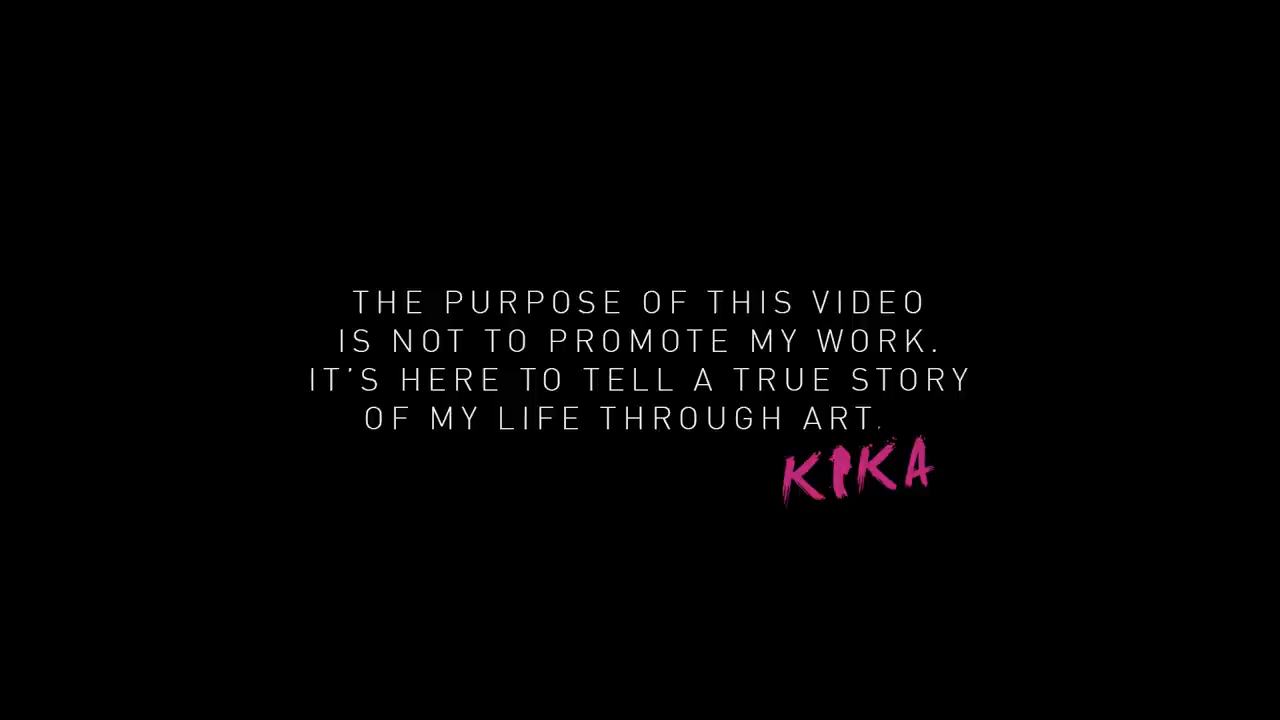 THE PURPOSE OF THIS VIDEO
IS NOT TO PROMOTE MY WORK.
IT'S HERE TO TELL A TRUE STORY
OF MY LIFE THROUGH ART.
KIKA